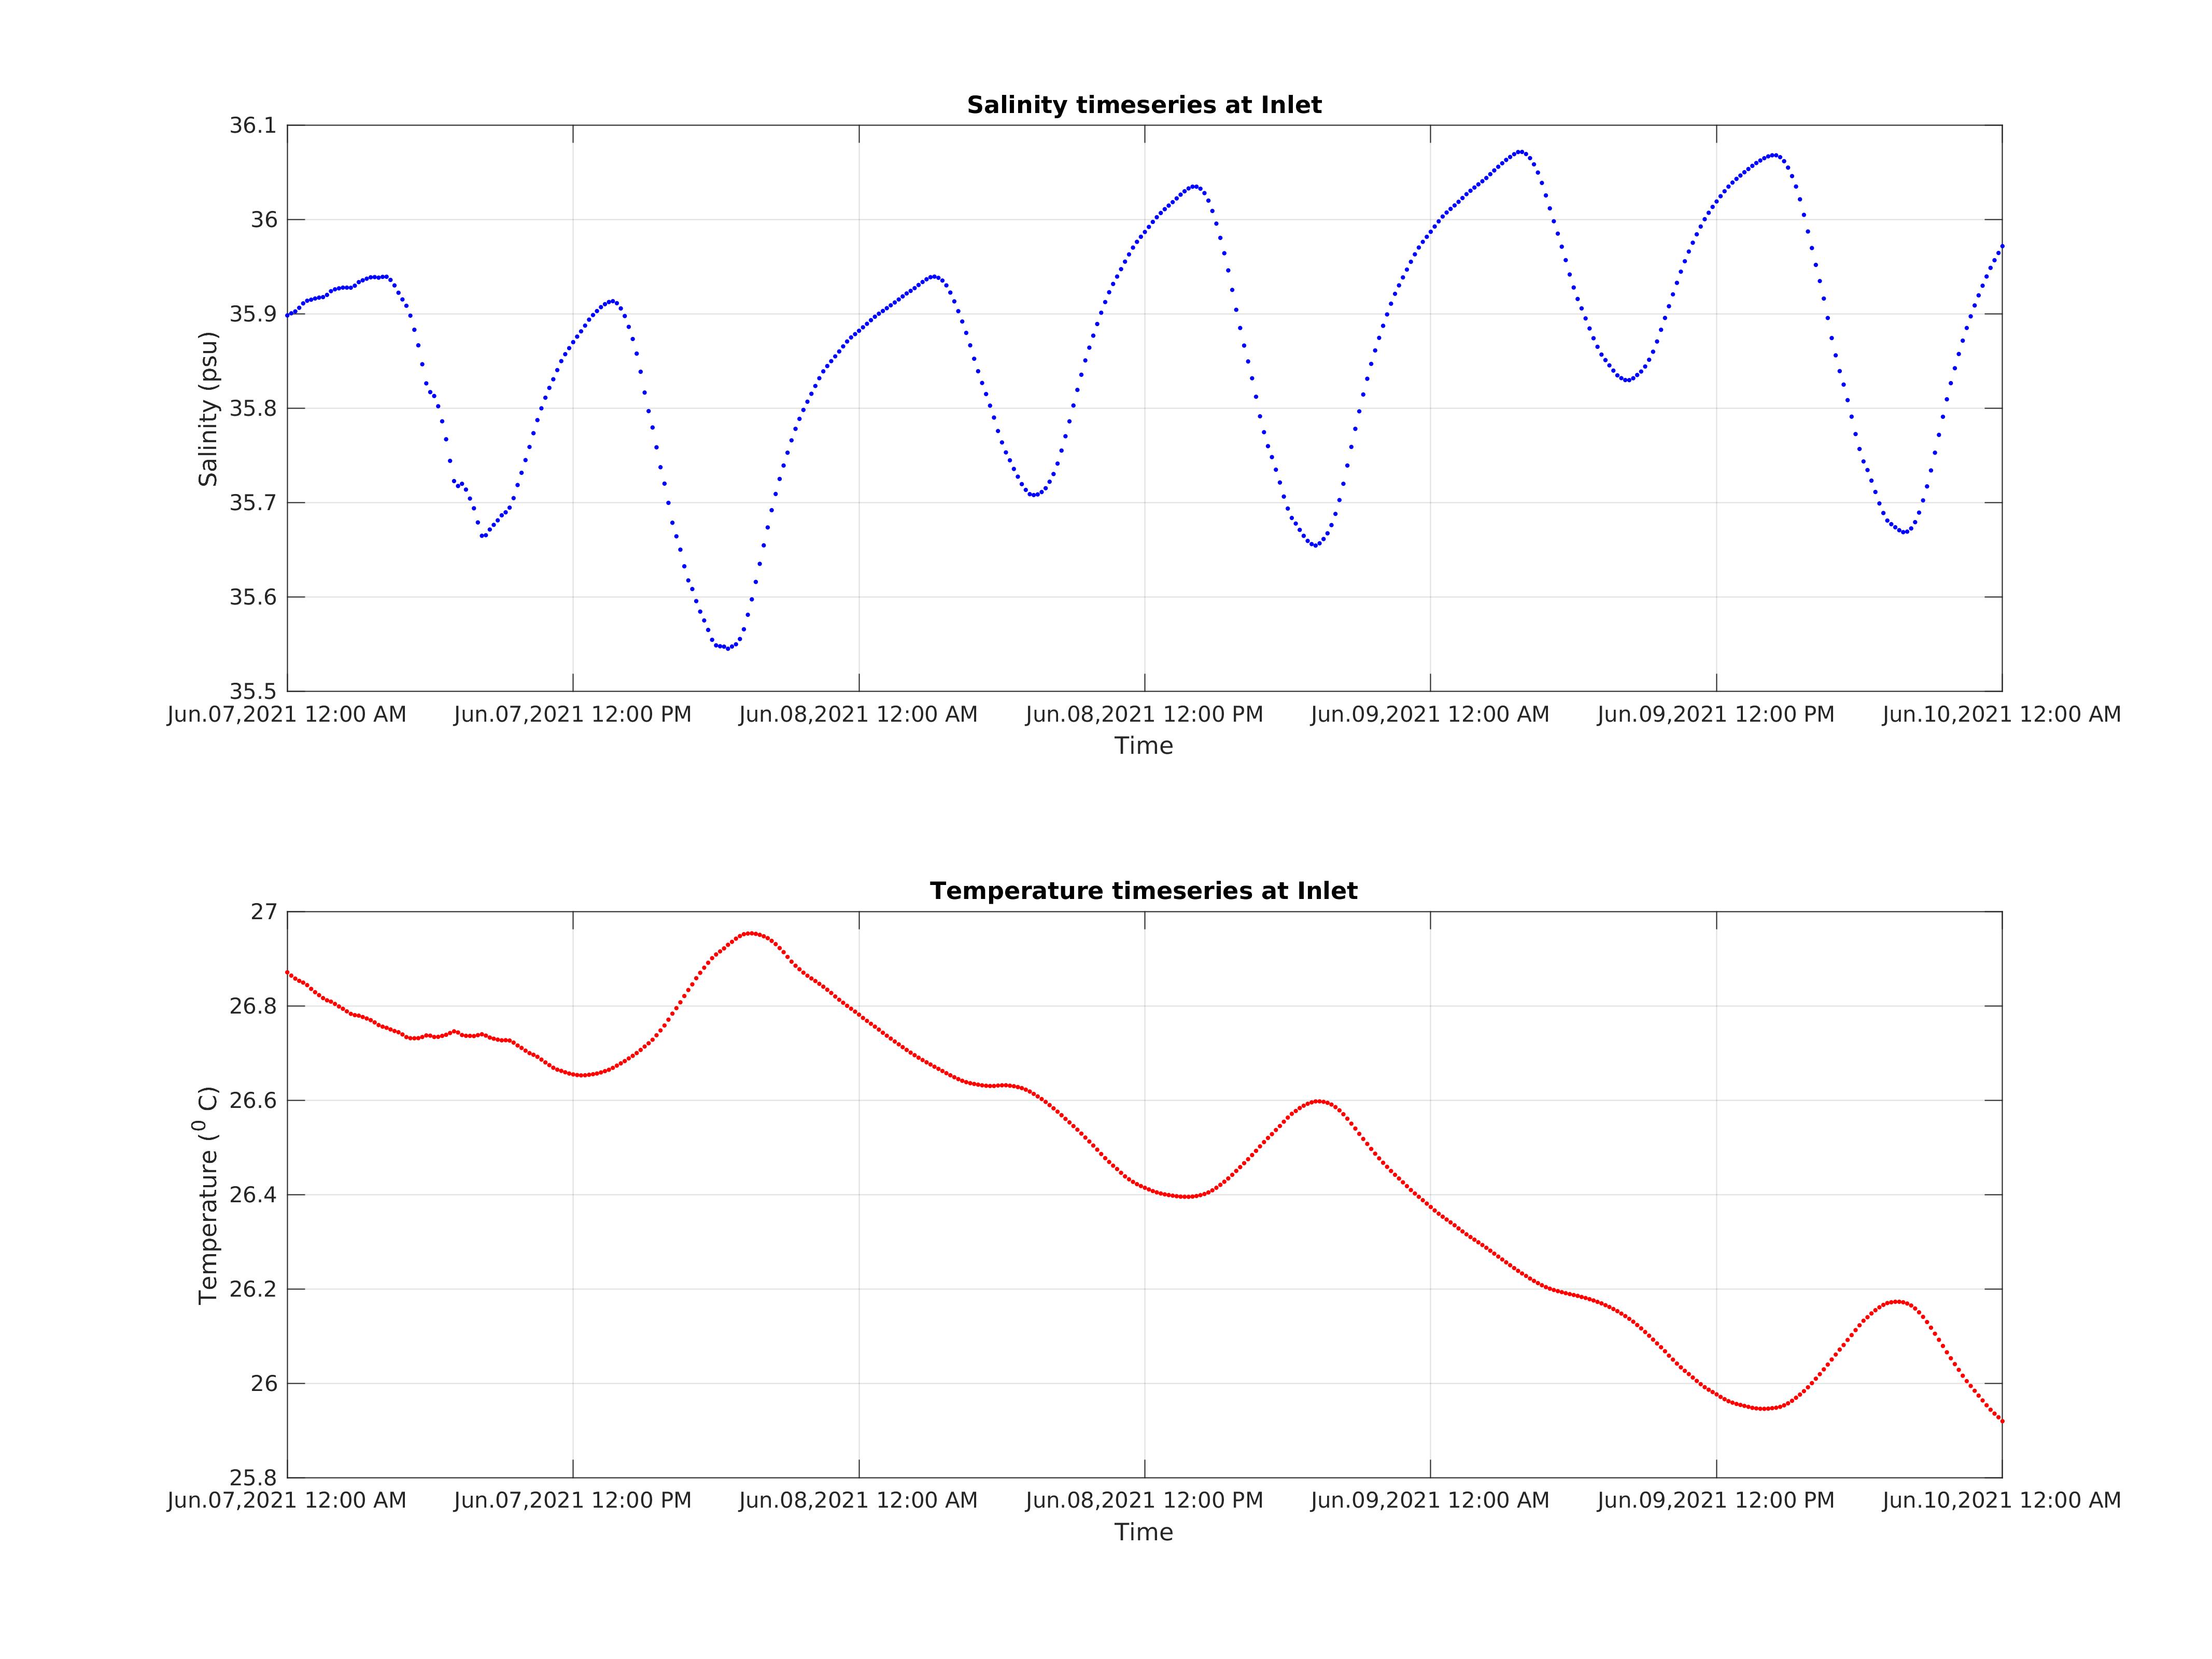 Salinity timeseries at Inlet
36.1
36
35.9
35.8
35.7
35.6
35.5
Salinity (psu)
Jun.07,2021 12:00 AM Jun.07,2021 12:00 PM Jun.08,2021 12:00 AM Jun.08,2021 12:00 PM Jun.09,2021 12:00 AM Jun.09,2021 12:00 PM Jun.10,2021 12:00 AM
Time
Temperature timeseries at Inlet
27
26.8
26.6
26.4
26.2
26
25.8
Temperature (⁰ C)
Jun.07,2021 12:00 AM Jun.07,2021 12:00 PM Jun.08,2021 12:00 AM Jun.08,2021 12:00 PM Jun.09,2021 12:00 AM Jun.09,2021 12:00 PM Jun.10,2021 12:00 AM
Time